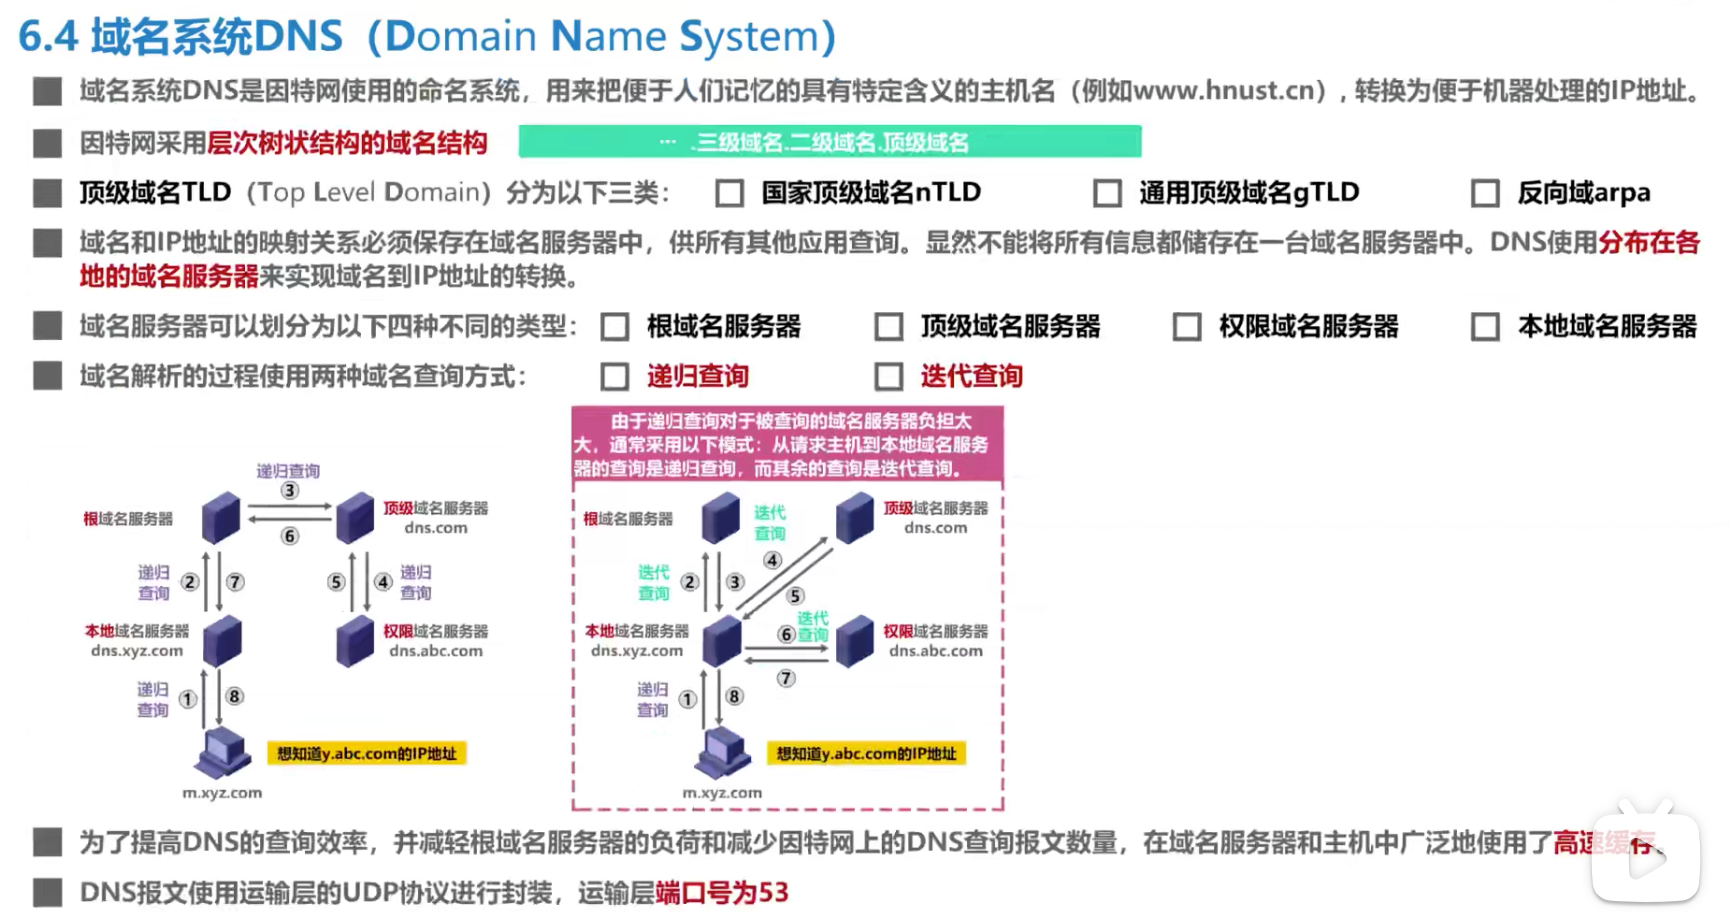 6.4 域名系统DNS（Domain Name System）
域名系统DNS是因特网使用的命名系统，用来把便于人们记忆的具有特定含义的主机名（例如www.hnust.cn），转换为便于机器处理的IP地址。
因特网采用层次树状结构的域名结构
… .三级域名.二级域名.顶级域名
顶级域名TLD（Top Level Domain）分为以下三类： 国家顶级域名nTLD 通用顶级域名gTLD 反向域arpa
域名和IP地址的映射关系必须保存在域名服务器中，供所有其他应用查询。显然不能将所有信息都储存在一台域名服务器中。DNS使用分布在各
地的域名服务器来实现域名到IP地址的转换。
域名服务器可以划分为以下四种不同的类型： 根域名服务器 顶级域名服务器 权限域名服务器 本地域名服务器
域名解析的过程使用两种域名查询方式： 递归查询 迭代查询
递归查询
③
根域名服务器
顶级域名服务器
dns.com
⑥
递归
查询
②
⑦
⑤
④
递归
查询
本地域名服务器
dns.xyz.com
权限域名服务器
dns.abc.com
递归
查询
①
⑧
想知道y.abc.com的IP地址
m.xyz.com
由于递归查询对于被查询的域名服务器负担太
大，通常采用以下模式：从请求主机到本地域名服务
器的查询是递归查询，而其余的查询是迭代查询。
根域名服务器
迭代
查询
顶级域名服务器
dns.com
④
迭代
查询
②
③
⑤
本地域名服务器
dns.xyz.com
迭代
⑥
查询
权限域名服务器
dns.abc.com
⑦
递归
查询
①
⑧
想知道y.abc.com的IP地址
m.xyz.com
为了提高DNS的查询效率，并减轻根域名服务器的负荷和减少因特网上的DNS查询报文数量，在域名服务器和主机中广泛地使用了高速缓存。
DNS报文使用运输层的UDP协议进行封装，运输层端口号为53